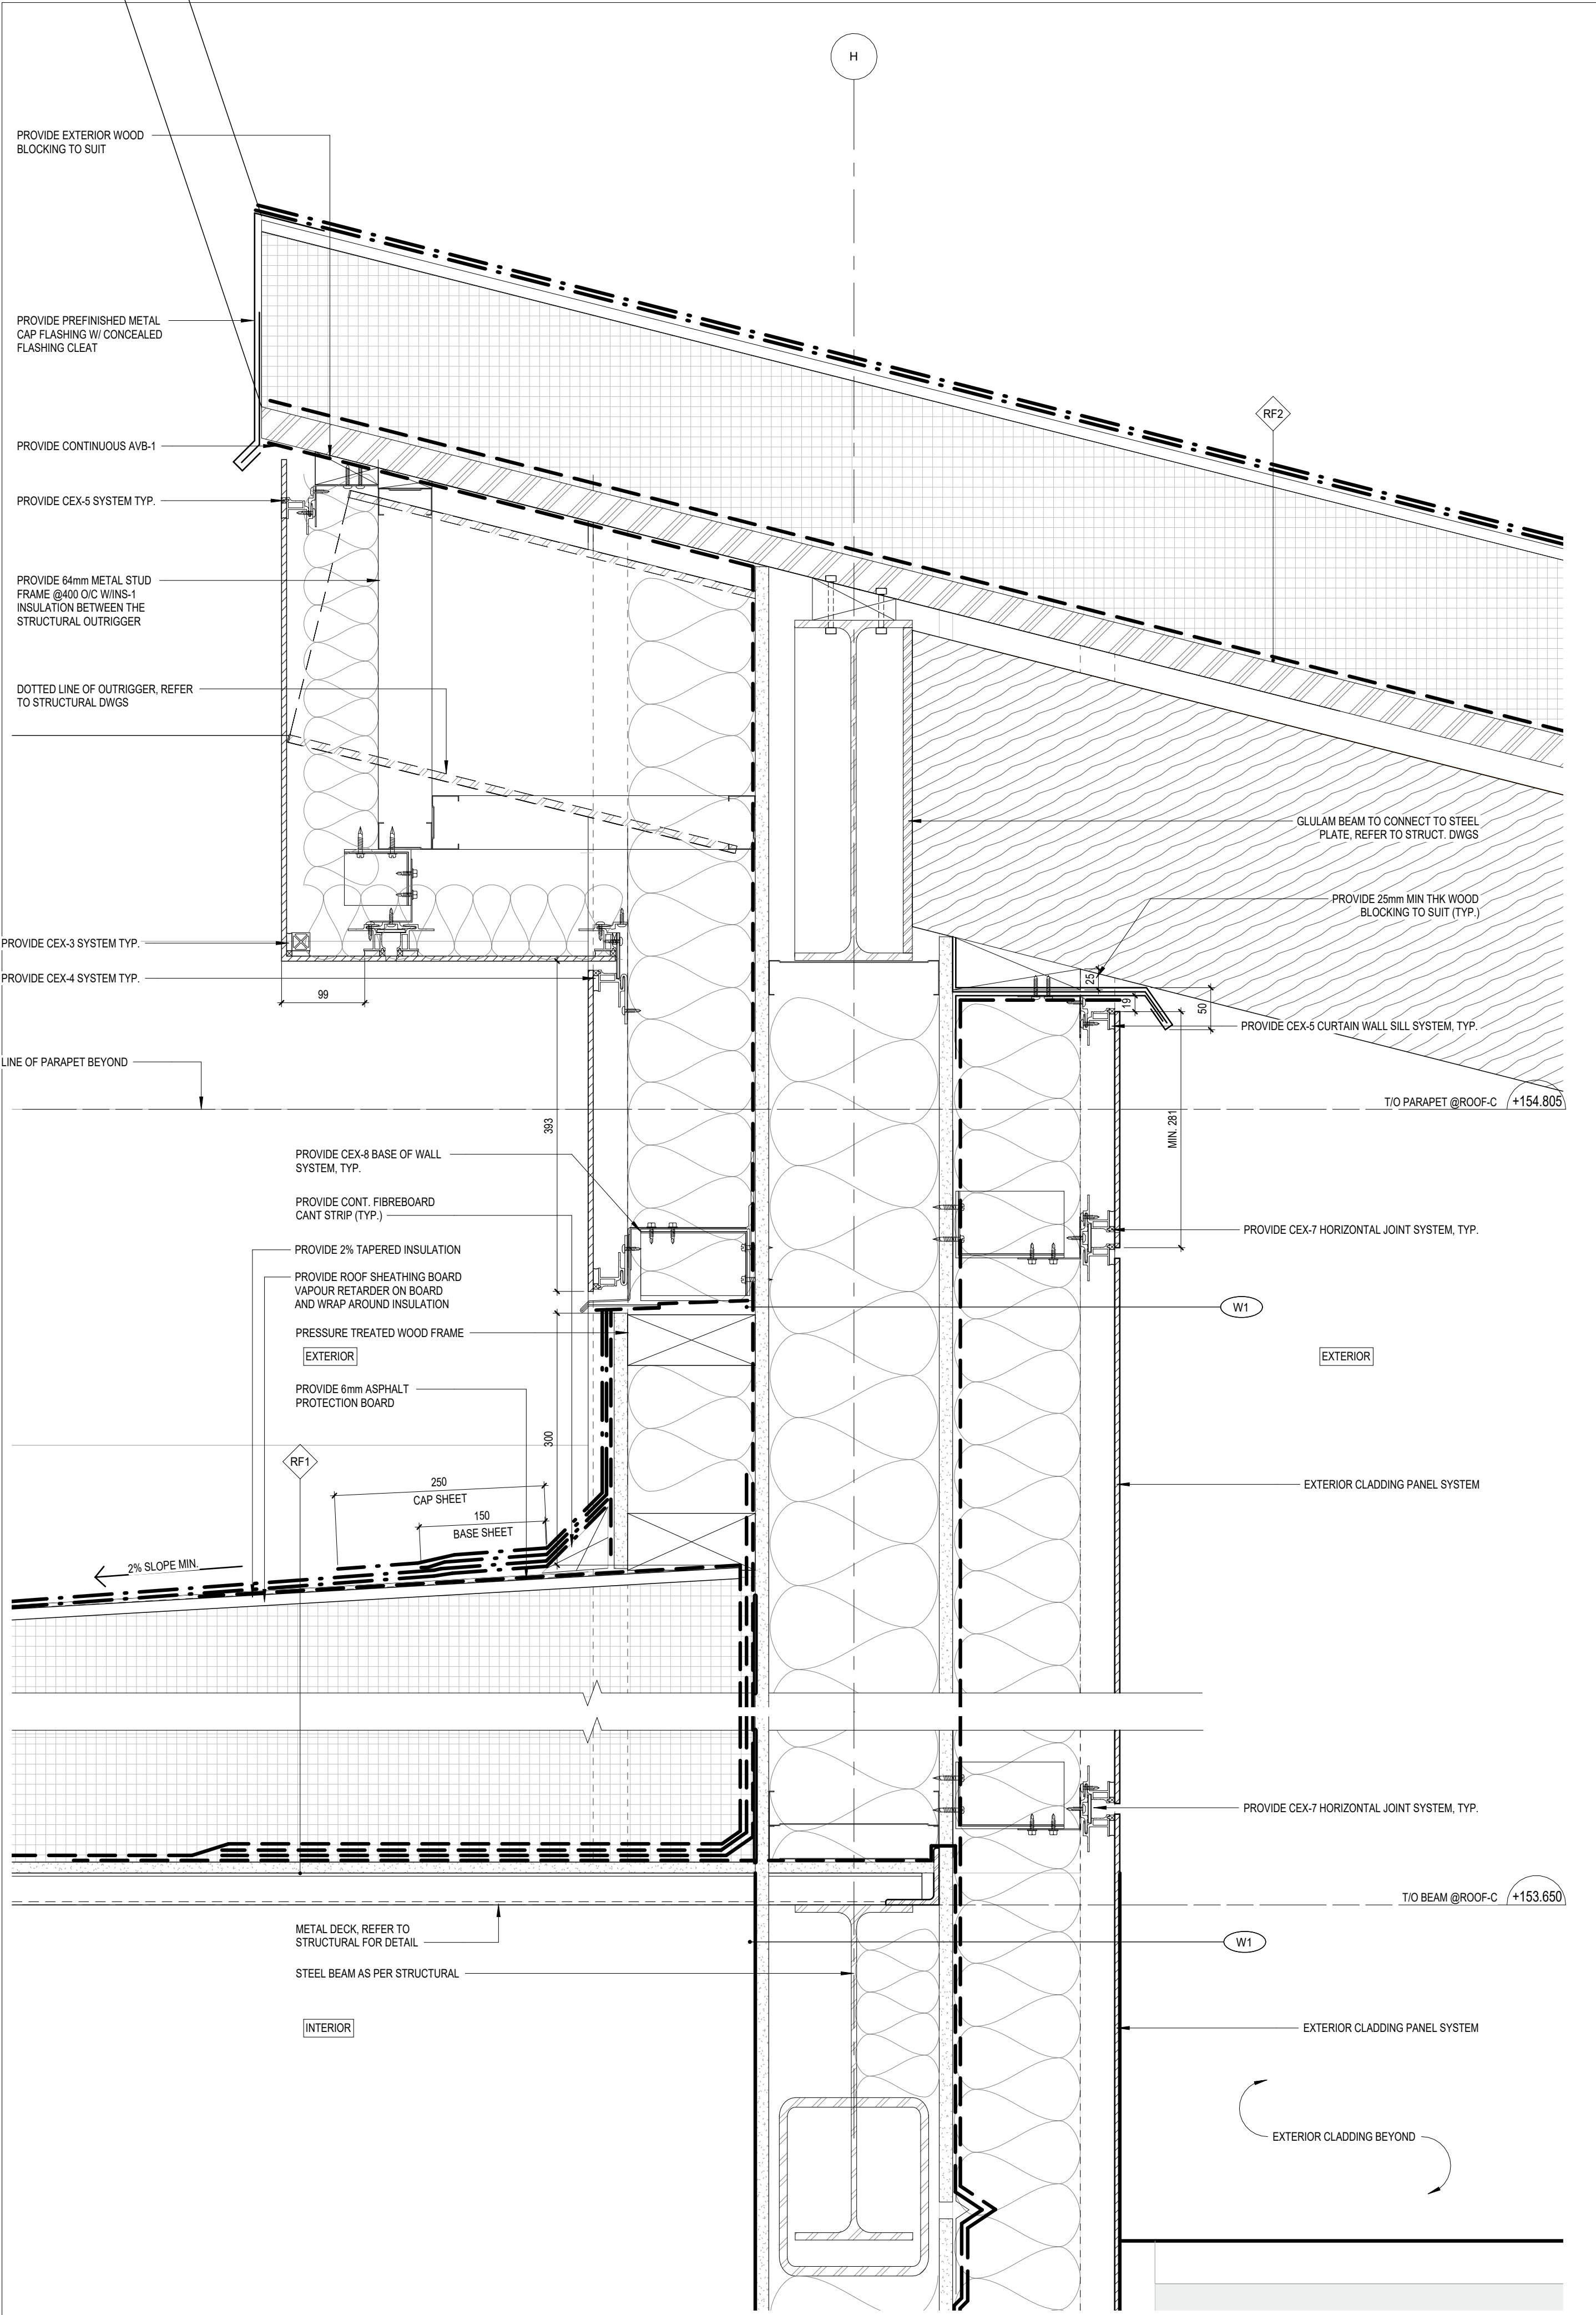 H
PROVIDE EXTERIOR WOOD
BLOCKING TO SUIT
PROVIDE PREFINISHED METAL
CAP FLASHING W/ CONCEALED
FLASHING CLEAT
RF2
PROVIDE CONTINUOUS AVB-1
PROVIDE CEX-5 SYSTEM TYP.
PROVIDE 64mm METAL STUD
FRAME @400 O/C W/INS-1
INSULATION BETWEEN THE
STRUCTURAL OUTRIGGER
DOTTED LINE OF OUTRIGGER, REFER
TO STRUCTURAL DWGS
GLULAM BEAM TO CONNECT TO STEEL
PLATE, REFER TO STRUCT. DWGS
PROVIDE 25mm MIN THK WOOD
BLOCKING TO SUIT (TYP.)
PROVIDE CEX-3 SYSTEM TYP.
PROVIDE CEX-4 SYSTEM TYP.
99
25
19
50
PROVIDE CEX-5 CURTAIN WALL SILL SYSTEM, TYP.
LINE OF PARAPET BEYOND
T/O PARAPET @ROOF-C
+154.805
393
MIN. 281
PROVIDE CEX-8 BASE OF WALL
SYSTEM, TYP.
PROVIDE CONT. FIBREBOARD
CANT STRIP (TYP.)
PROVIDE CEX-7 HORIZONTAL JOINT SYSTEM, TYP.
PROVIDE 2% TAPERED INSULATION
PROVIDE ROOF SHEATHING BOARD
VAPOUR RETARDER ON BOARD
AND WRAP AROUND INSULATION
W1
PRESSURE TREATED WOOD FRAME
EXTERIOR
EXTERIOR
PROVIDE 6mm ASPHALT
PROTECTION BOARD
300
RF1
250
CAP SHEET
150
BASE SHEET
EXTERIOR CLADDING PANEL SYSTEM
2% SLOPE MIN.
PROVIDE CEX-7 HORIZONTAL JOINT SYSTEM, TYP.
T/O BEAM @ROOF-C
+153.650
METAL DECK, REFER TO
STRUCTURAL FOR DETAIL
W1
STEEL BEAM AS PER STRUCTURAL
INTERIOR
EXTERIOR CLADDING PANEL SYSTEM
EXTERIOR CLADDING BEYOND